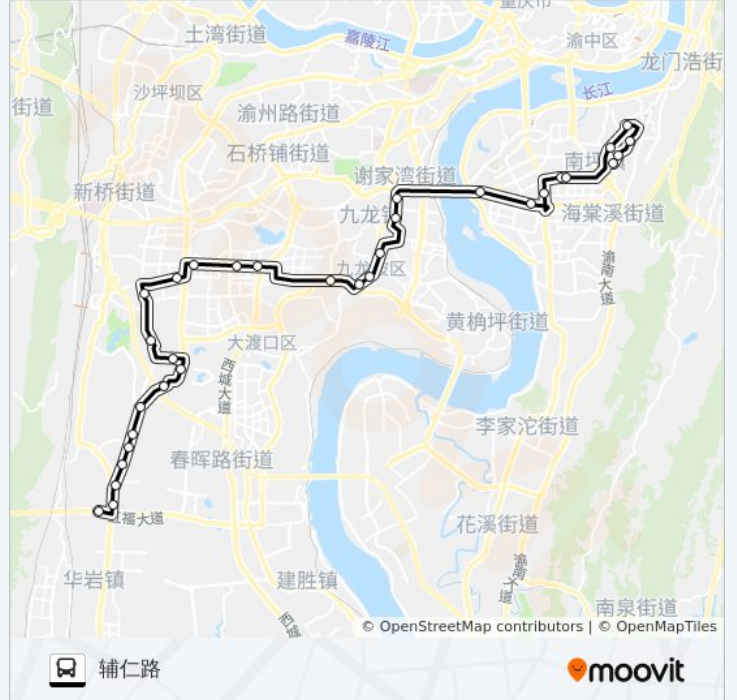 重庆市
土湾街道
嘉陵江
渝中区
龙门浩街
沙坪坝区
长江
街道
渝州路街道
石桥铺街道
南坪
谢家湾街道
新桥街道
九龙
海棠溪街道
九龙
区
渝南大道
黄桷坪街道
大渡口区
西城大道
李家沱街道
春晖路街道
福大道
花溪街道
渝南大道
华岩镇
建胜镇
南泉街道
西城
© OpenStreetMap contributors | © OpenMapTiles
辅仁路
moovit